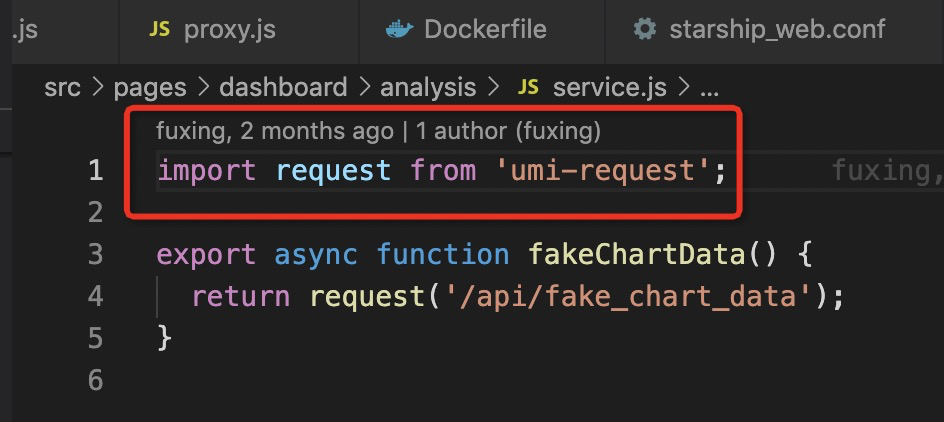 .js JS proxy.js Dockerfile starship_web.conf
src > pages > dashboard > analysis > JS service.js > ...
fuxing, 2 months ago | 1 author (fuxing)
1 import request from 'umi-request'; fuxing,
2
3 export async function fakeChartData() {
4 return request('/api/fake_chart_data');
5 }
6